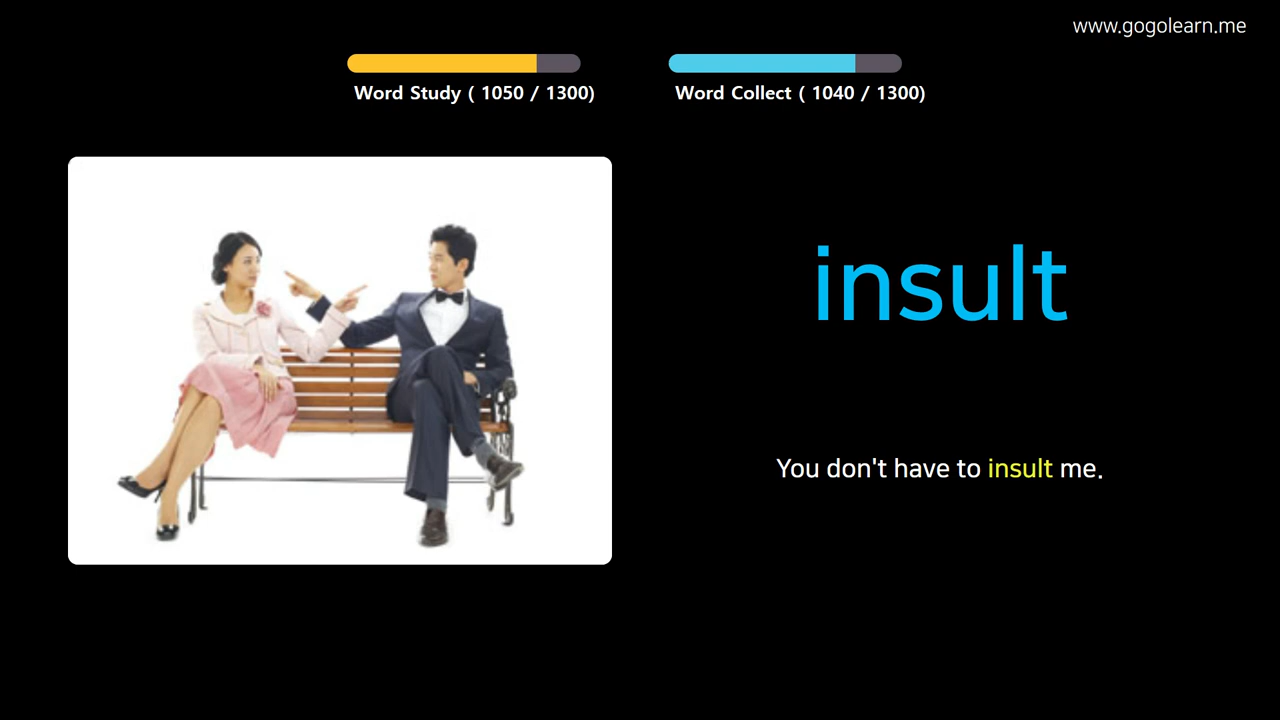 www.gogolearn.me
Word Study ( 1050 / 1300)
Word Collect ( 1040 / 1300)
insult
You don't have to insult me.